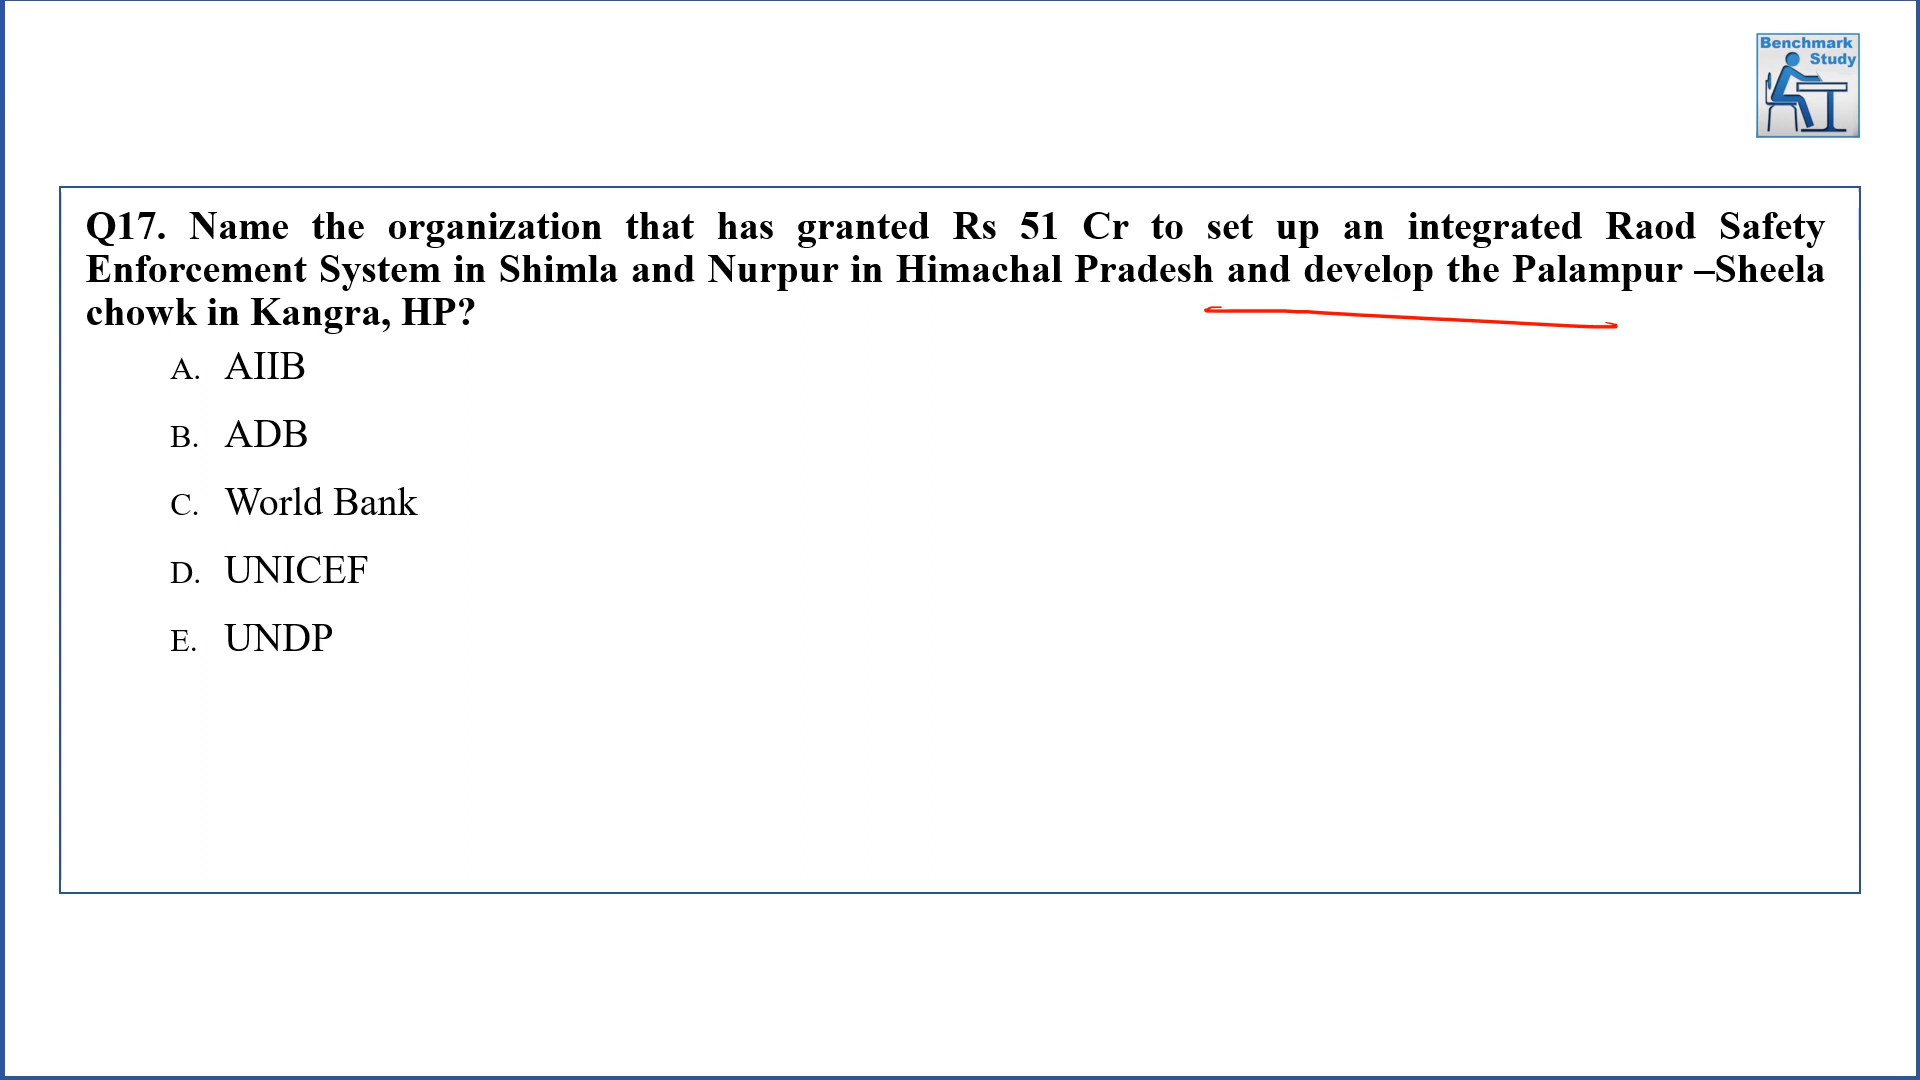 Benchmark
Study
Q17. Name the organization that has granted Rs 51 Cr to set up an integrated Raod Safety
Enforcement System in Shimla and Nurpur in Himachal Pradesh and develop the Palampur –Sheela
chowk in Kangra, HP?
A. AIIB
B. ADB
C. World Bank
D. UNICEF
E. UNDP